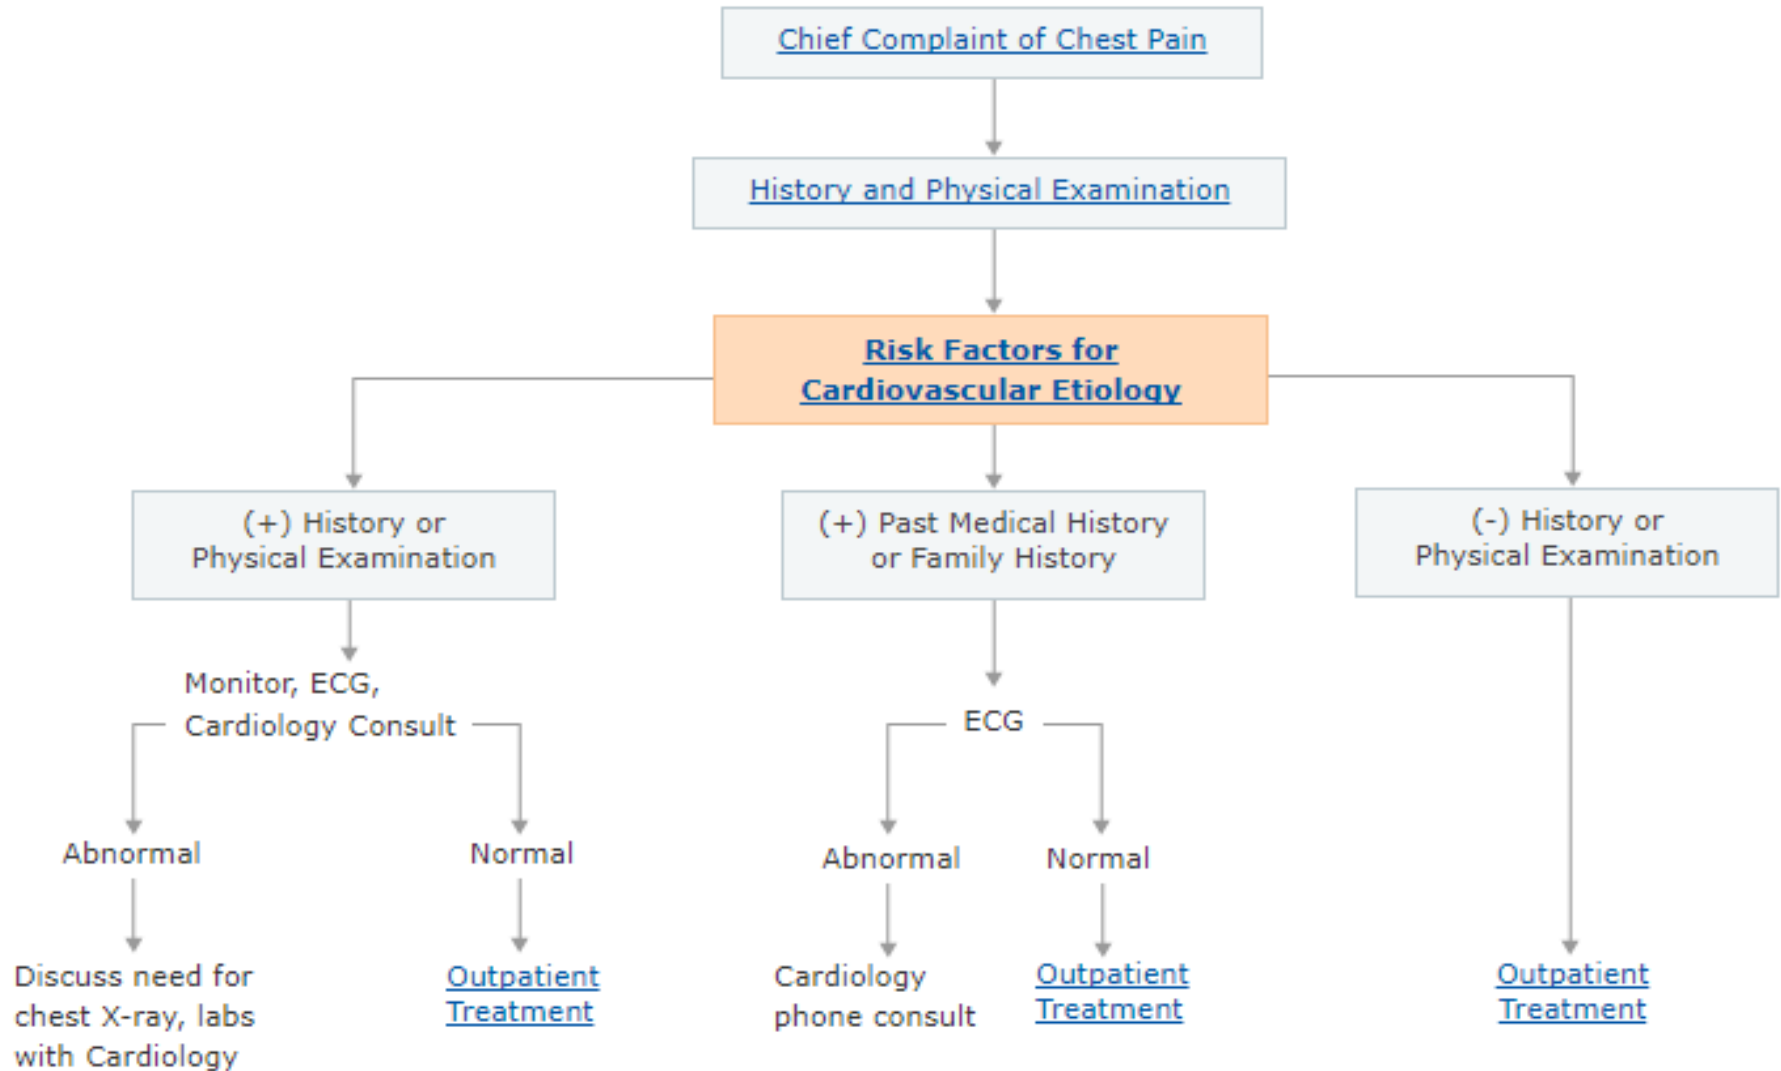 Chief Complaint of Chest Pain
History and Physical Examination
Risk Factors for
Cardiovascular Etiology
(+) History or
Physical Examination
(+) Past Medical History
or Family History
(-) History or
Physical Examination
Monitor, ECG,
Cardiology Consult
ECG
Abnormal
Normal
Abnormal
Normal
Discuss need for
chest X-ray, labs
with Cardiology
Outpatient
Treatment
Cardiology
phone consult
Outpatient
Treatment
Outpatient
Treatment